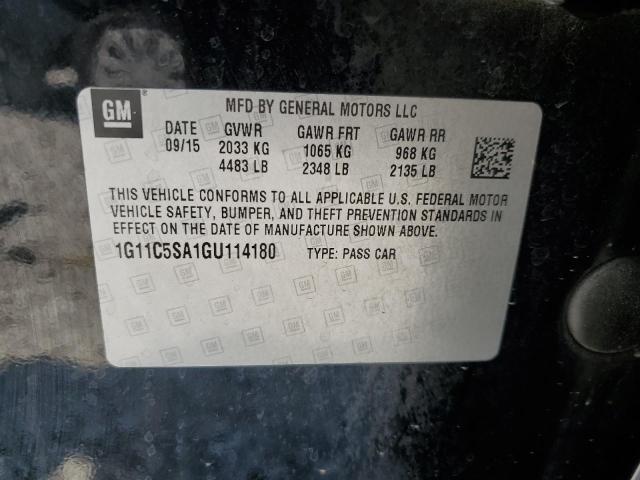 GM
MFD BY GENERAL MOTORS LLC
DATE GVWR GAWR FRT GAWR RR
09/15 2033 KG 1065 KG 968 KG
4483 LB 2348 LB 2135 LB
THIS VEHICLE CONFORMS TO ALL APPLICABLE U.S. FEDERAL MOTOR
VEHICLE SAFETY, BUMPER, AND THEFT PREVENTION STANDARDS IN
EFFECT ON THE DATE OF MANUFACTURE SHOWN ABOVE.
1G11C5SA1GU114180 TYPE: PASS CAR